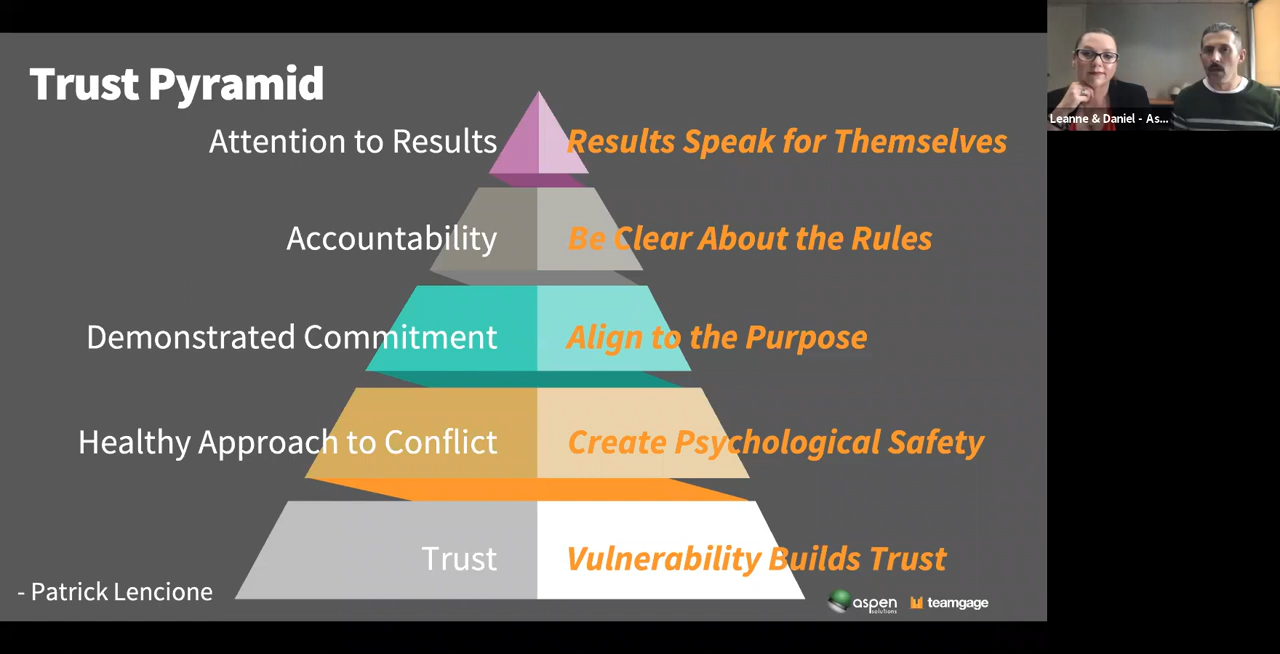 Trust Pyramid
Attention to Results
Results Speak for Themselves
Accountability
Be Clear About the Rules
Demonstrated Commitment
Align to the Purpose
Healthy Approach to Conflict
Create Psychological Safety
Trust
Vulnerability Builds Trust
- Patrick Lencione
aspen
solutions
teamgage
Leanne & Daniel - As...